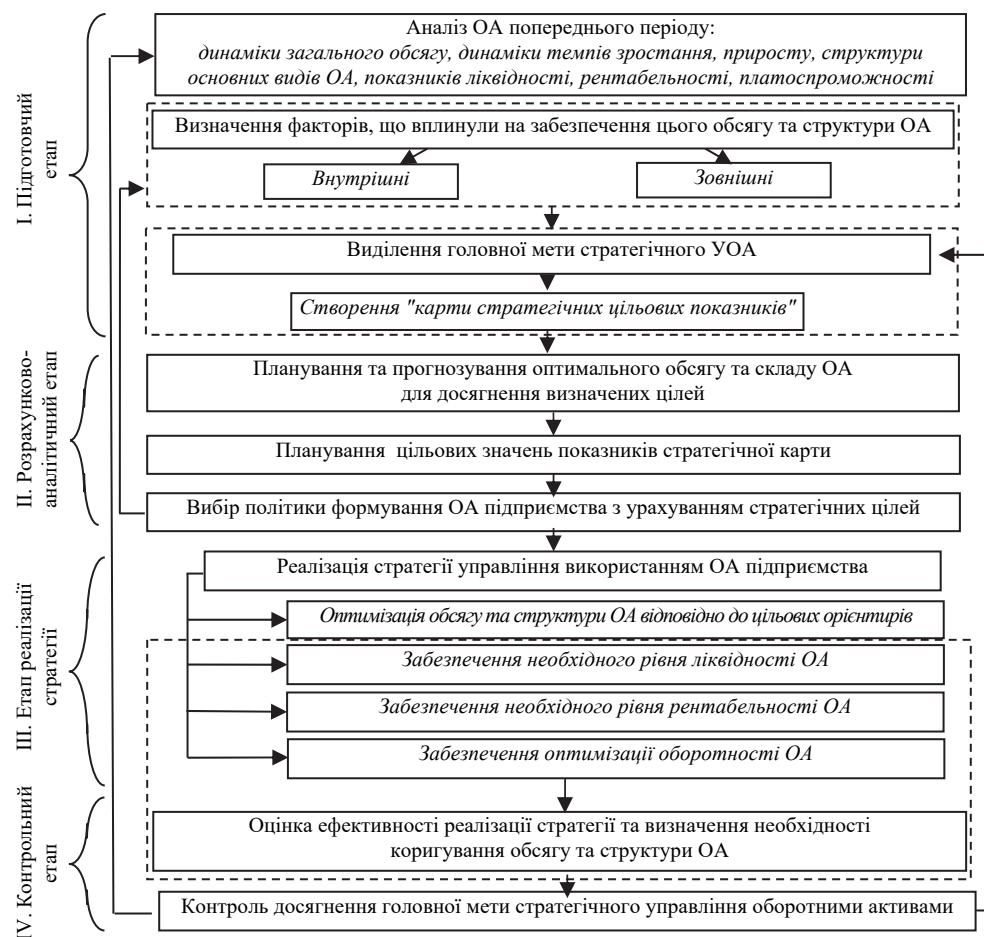 Аналіз ОА попереднього періоду:
динаміки загального обсягу, динаміки темпів зростання, приросту, структури
основних видів ОА, показників ліквідності, рентабельності, платоспроможності
I. Підготовчий
етап
Визначення факторів, що вплинули на забезпечення цього обсягу та структури ОА
Внутрішні
Зовнішні
Виділення головної мети стратегічного УОА
Створення "карти стратегічних цільових показників"
II. Розрахунково-
аналітичний етап
Планування та прогнозування оптимального обсягу та складу ОА
для досягнення визначених цілей
Планування цільових значень показників стратегічної карти
Вибір політики формування ОА підприємства з урахуванням стратегічних цілей
III. Етап реалізації
стратегії
Реалізація стратегії управління використанням ОА підприємства
Оптимізація обсягу та структури ОА відповідно до цільових орієнтирів
Забезпечення необхідного рівня ліквідності ОА
Забезпечення необхідного рівня рентабельності ОА
Забезпечення оптимізації оборотності ОА
IV. Контрольний
етап
Оцінка ефективності реалізації стратегії та визначення необхідності
коригування обсягу та структури ОА
Контроль досягнення головної мети стратегічного управління оборотними активами